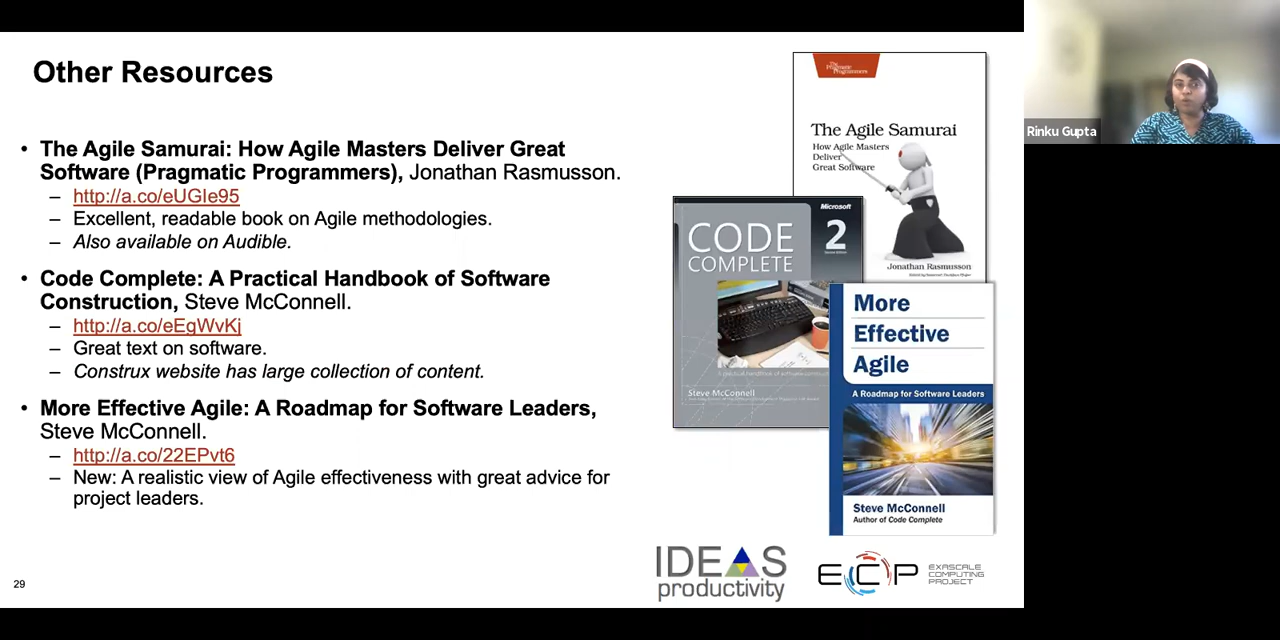 Other Resources
• The Agile Samurai: How Agile Masters Deliver Great
Software (Pragmatic Programmers), Jonathan Rasmusson.
– http://a.co/eUGIe95
– Excellent, readable book on Agile methodologies.
– Also available on Audible.
• Code Complete: A Practical Handbook of Software
Construction, Steve McConnell.
– http://a.co/eEgWvKj
– Great text on software.
– Construx website has large collection of content.
• More Effective Agile: A Roadmap for Software Leaders,
Steve McConnell.
– http://a.co/22EPvt6
– New: A realistic view of Agile effectiveness with great advice for
project leaders.
29
The
Pragmatic
Programmers
The Agile Samurai
How Agile Masters
Deliver
Great Software
Jonathan Rasmusson
Microsoft
CODE
COMPLETE
2
Steve McConnell
More
Effective
Agile
A Roadmap for Software Leaders
Steve McConnell
Author of Code Complete
IDEAS
productivity
ECP
EXASCALE
COMPUTING
PROJECT
Rinku Gupta